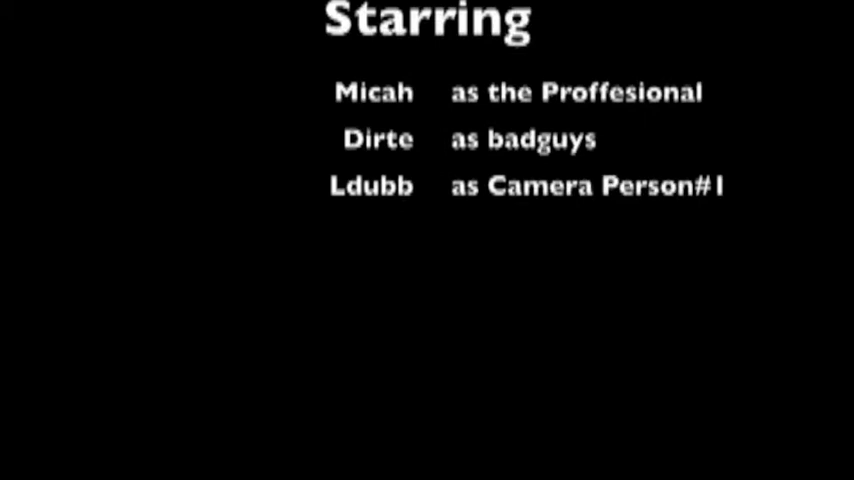 Starring
Micah as the Proffesional
Dirte as badguys
Ldubb as Camera Person#1